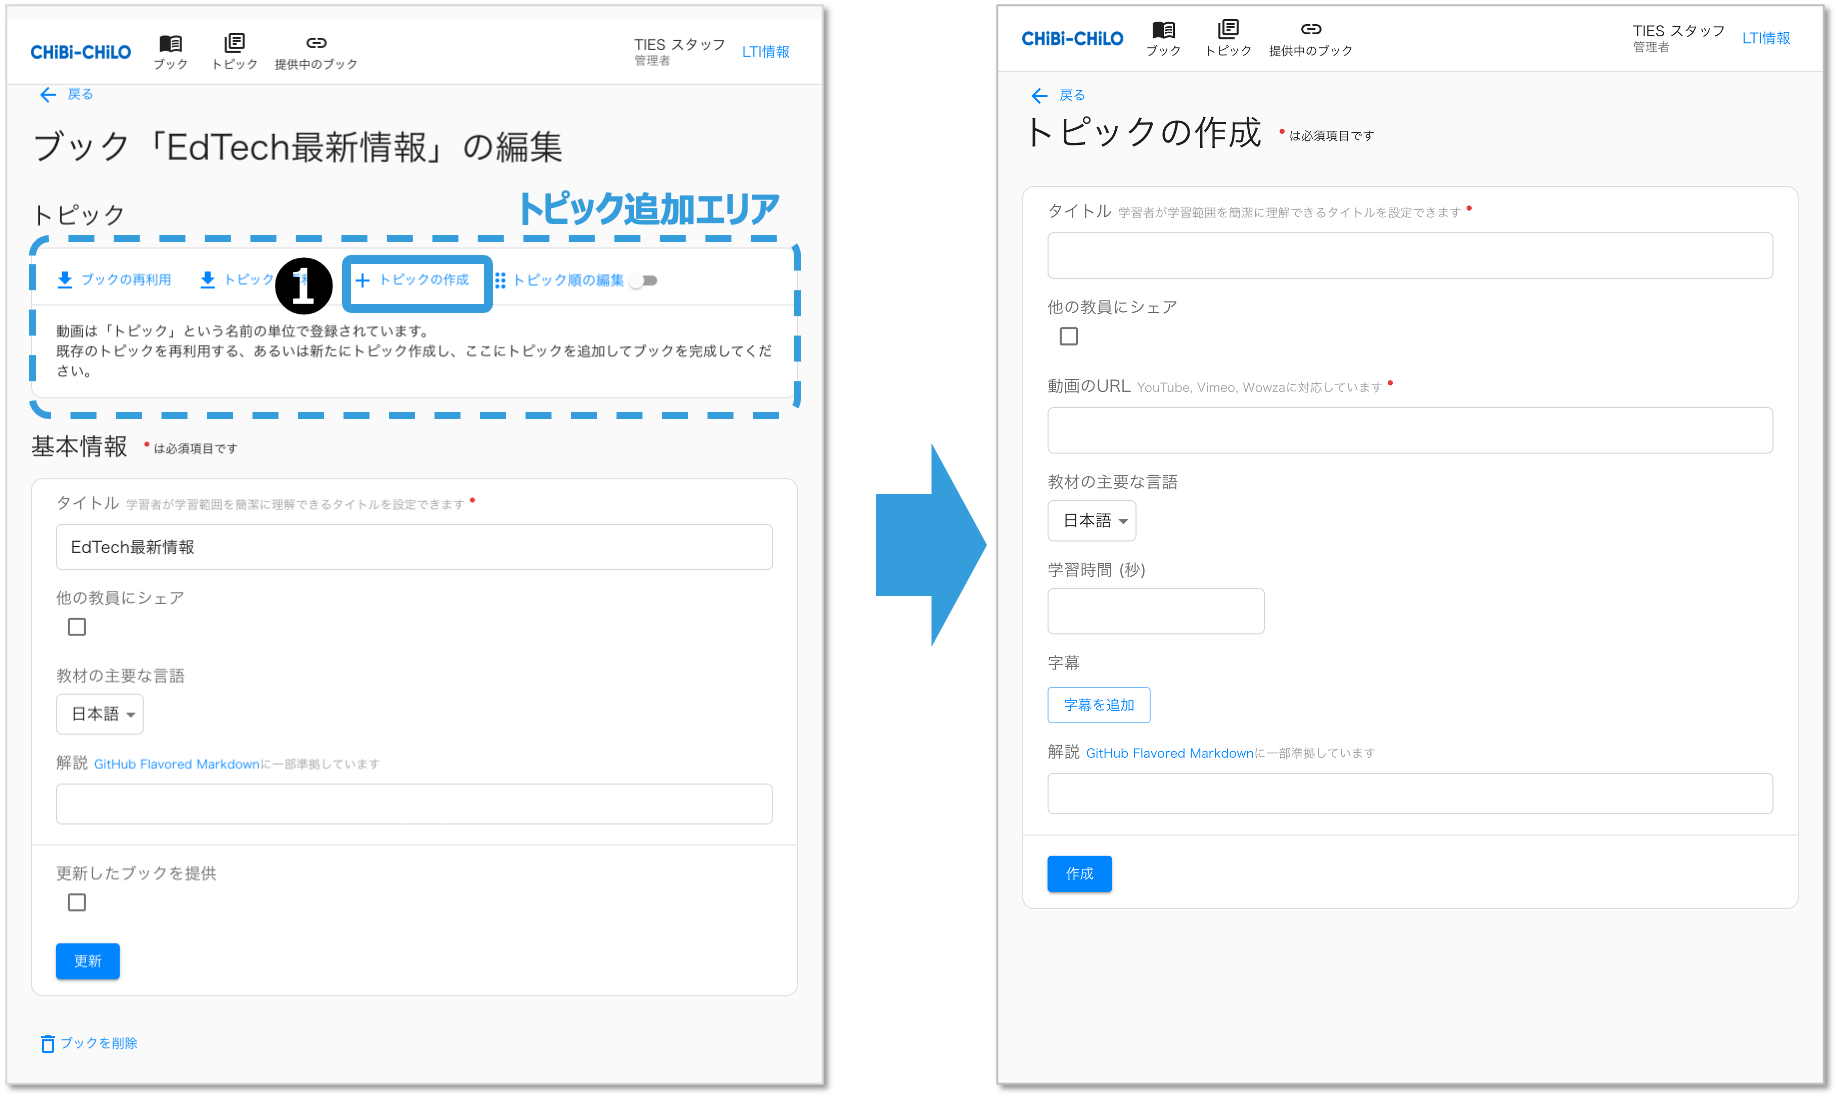 CHiBi-CHiLO
ブック
トピック
提供中のブック
TIES スタッフ
管理者
LTI情報
戻る
ブック「EdTech最新情報」の編集
トピック
トピック追加エリア
ブックの再利用
トピック
1
トピックの作成
トピック順の編集
動画は「トピック」という名前の単位で登録されています。
既存のトピックを再利用する、あるいは新たにトピック作成し、ここにトピックを追加してブックを完成してくだ
さい。
基本情報 *は必須項目です
タイトル 学習者が学習範囲を簡潔に理解できるタイトルを設定できます *
EdTech最新情報
他の教員にシェア
教材の主要な言語
日本語
解説 GitHub Flavored Markdownに一部準拠しています
更新したブックを提供
更新
ブックを削除
CHiBi-CHiLO
ブック
トピック
提供中のブック
TIES スタッフ
管理者
LTI情報
戻る
トピックの作成 *は必須項目です
タイトル 学習者が学習範囲を簡潔に理解できるタイトルを設定できます *
他の教員にシェア
動画のURL YouTube, Vimeo, Wowzaに対応しています *
教材の主要な言語
日本語
学習時間 (秒)
字幕
字幕を追加
解説 GitHub Flavored Markdownに一部準拠しています
作成